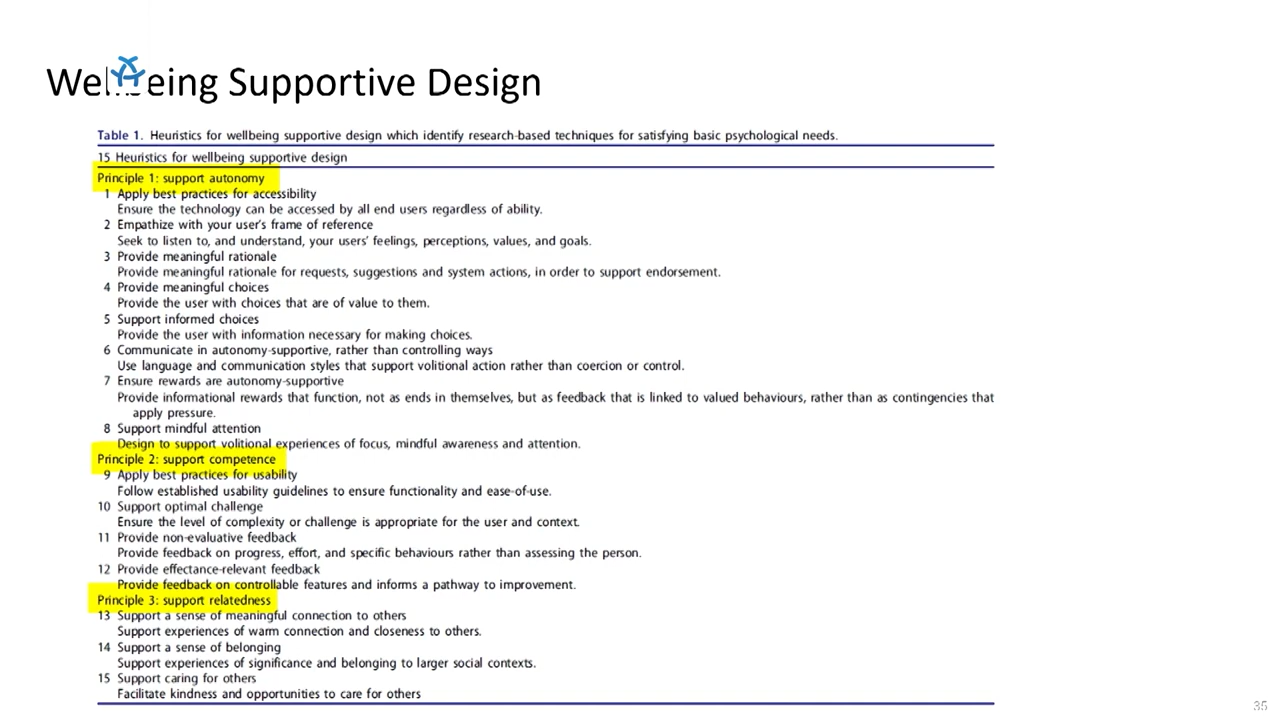 Wellbeing Supportive Design
Table 1. Heuristics for wellbeing supportive design which identify research-based techniques for satisfying basic psychological needs.
15 Heuristics for wellbeing supportive design
Principle 1: support autonomy
1 Apply best practices for accessibility
Ensure the technology can be accessed by all end users regardless of ability.
2 Empathize with your user's frame of reference
Seek to listen to, and understand, your users' feelings, perceptions, values, and goals.
3 Provide meaningful rationale
Provide meaningful rationale for requests, suggestions and system actions, in order to support endorsement.
4 Provide meaningful choices
Provide the user with choices that are of value to them.
5 Support informed choices
Provide the user with information necessary for making choices.
6 Communicate in autonomy-supportive, rather than controlling ways
Use language and communication styles that support volitional action rather than coercion or control.
7 Ensure rewards are autonomy-supportive
Provide informational rewards that function, not as ends in themselves, but as feedback that is linked to valued behaviours, rather than as contingencies that
apply pressure.
8 Support mindful attention
Design to support volitional experiences of focus, mindful awareness and attention.
Principle 2: support competence
9 Apply best practices for usability
Follow established usability guidelines to ensure functionality and ease-of-use.
10 Support optimal challenge
Ensure the level of complexity or challenge is appropriate for the user and context.
11 Provide non-evaluative feedback
Provide feedback on progress, effort, and specific behaviours rather than assessing the person.
12 Provide effectance-relevant feedback
Provide feedback on controllable features and informs a pathway to improvement.
Principle 3: support relatedness
13 Support a sense of meaningful connection to others
Support experiences of warm connection and closeness to others.
14 Support a sense of belonging
Support experiences of significance and belonging to larger social contexts.
15 Support caring for others
Facilitate kindness and opportunities to care for others
35